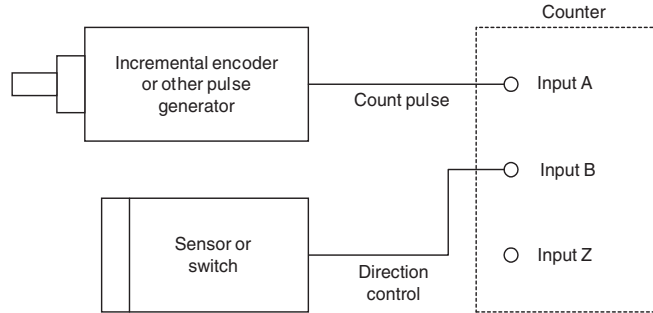 Counter
Incremental encoder
or other pulse
generator
Count pulse
Input A
Input B
Sensor or
switch
Direction
control
Input Z